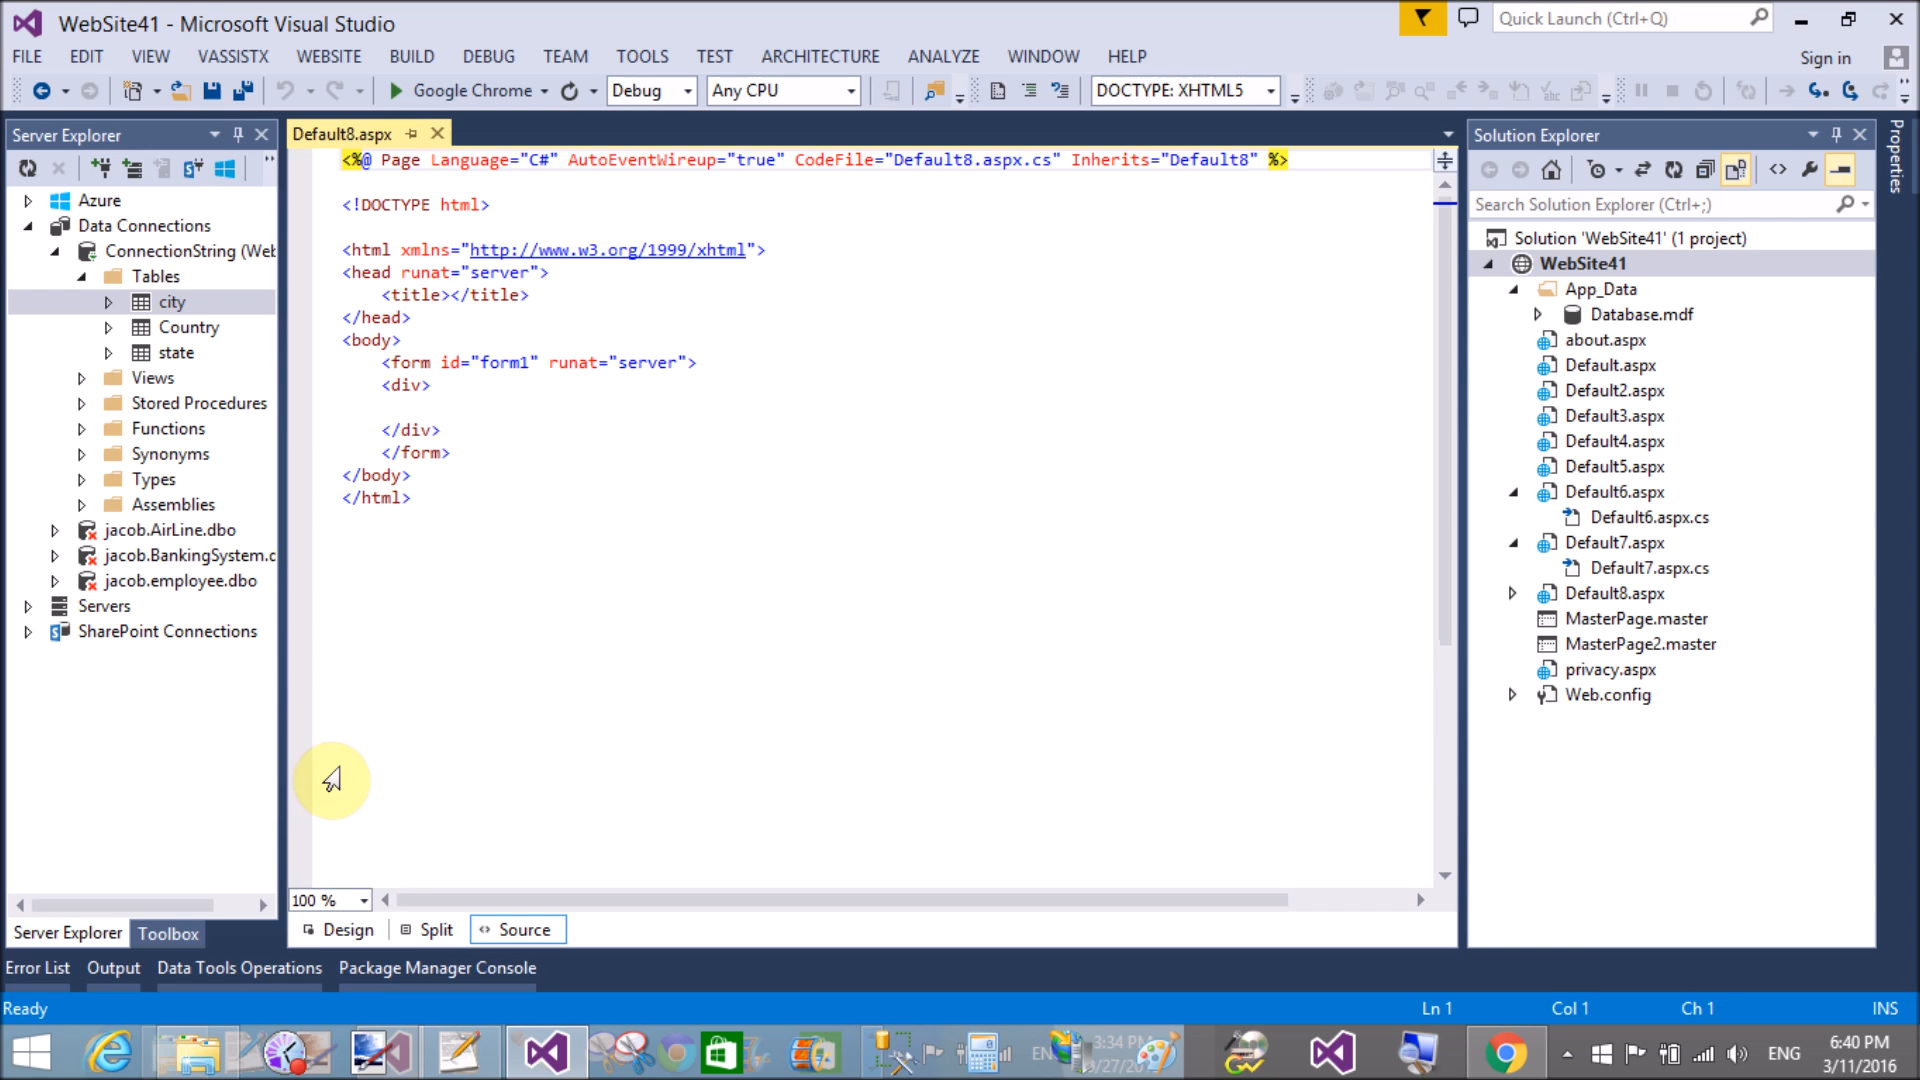 WebSite41 - Microsoft Visual Studio
Quick Launch (Ctrl+Q)
FILE EDIT VIEW VASSISTX WEBSITE BUILD DEBUG TEAM TOOLS TEST ARCHITECTURE ANALYZE WINDOW HELP
Sign in
Google Chrome Debug Any CPU DOCTYPE: XHTML5
Server Explorer
Azure
Data Connections
ConnectionString (Web
Tables
city
Country
state
Views
Stored Procedures
Functions
Synonyms
Types
Assemblies
jacob.AirLine.dbo
jacob.BankingSystem.c
jacob.employee.dbo
Servers
SharePoint Connections
Server Explorer Toolbox
Default8.aspx
<%@ Page Language="C#" AutoEventWireup="true" CodeFile="Default8.aspx.cs" Inherits="Default8" %>
<!DOCTYPE html>
<html xmlns="http://www.w3.org/1999/xhtml">
<head runat="server">
<title></title>
</head>
<body>
<form id="form1" runat="server">
<div>
</div>
</form>
</body>
</html>
100 %
Design Split Source
Solution Explorer
Search Solution Explorer (Ctrl+;)
Solution 'WebSite41' (1 project)
WebSite41
App_Data
Database.mdf
about.aspx
Default.aspx
Default2.aspx
Default3.aspx
Default4.aspx
Default5.aspx
Default6.aspx
Default6.aspx.cs
Default7.aspx
Default7.aspx.cs
Default8.aspx
MasterPage.master
MasterPage2.master
privacy.aspx
Web.config
Properties
Error List Output Data Tools Operations Package Manager Console
Ready Ln 1 Col 1 Ch 1 INS
3:34 PM
ENG
6:40 PM
3/11/2016